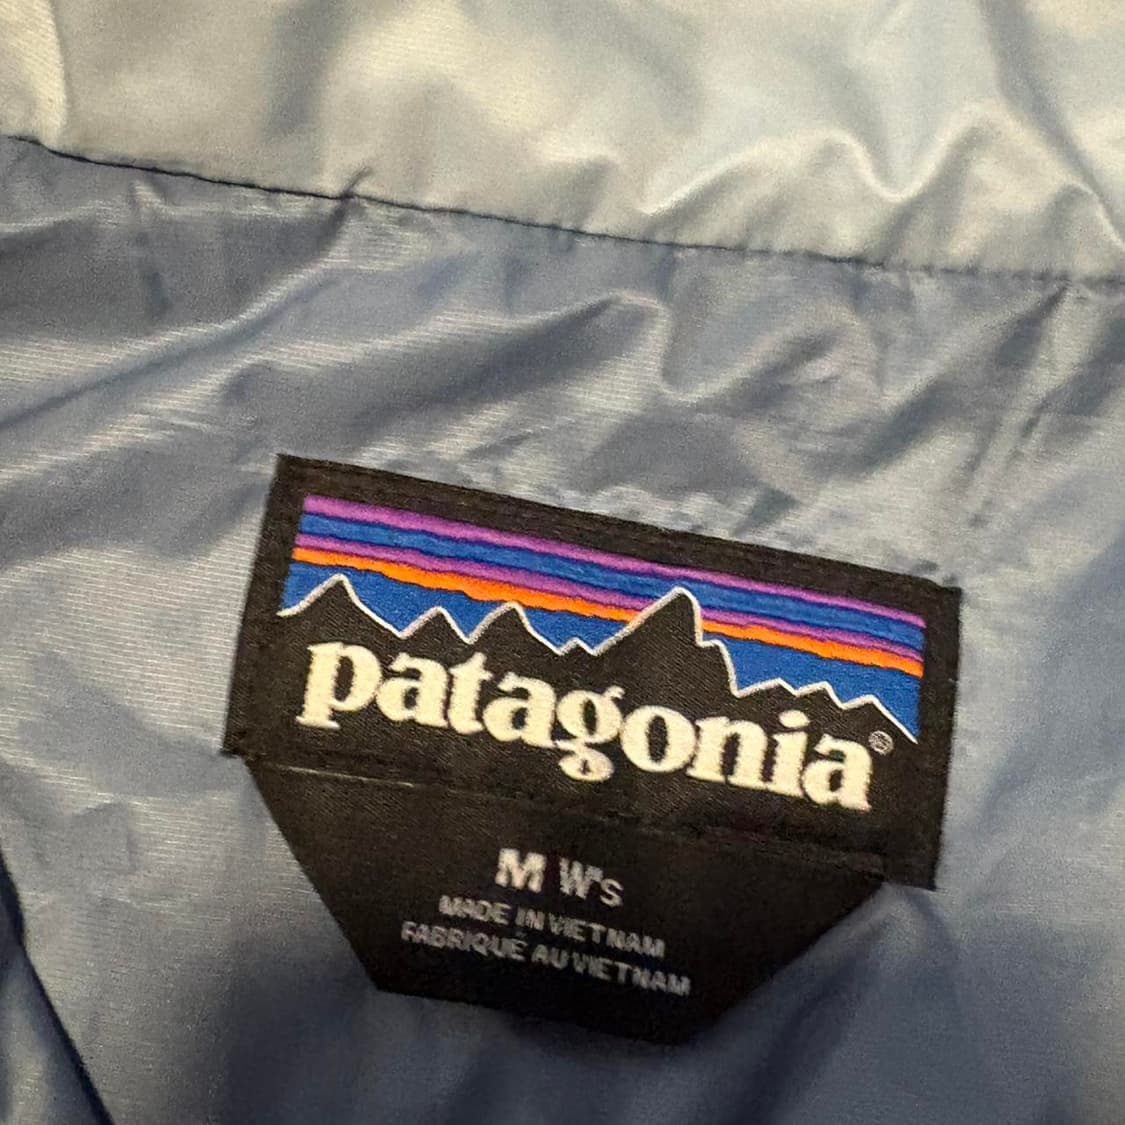 patagonia®
M W's
MADE IN VIETNAM
FABRIQUÉ AU VIETNAM